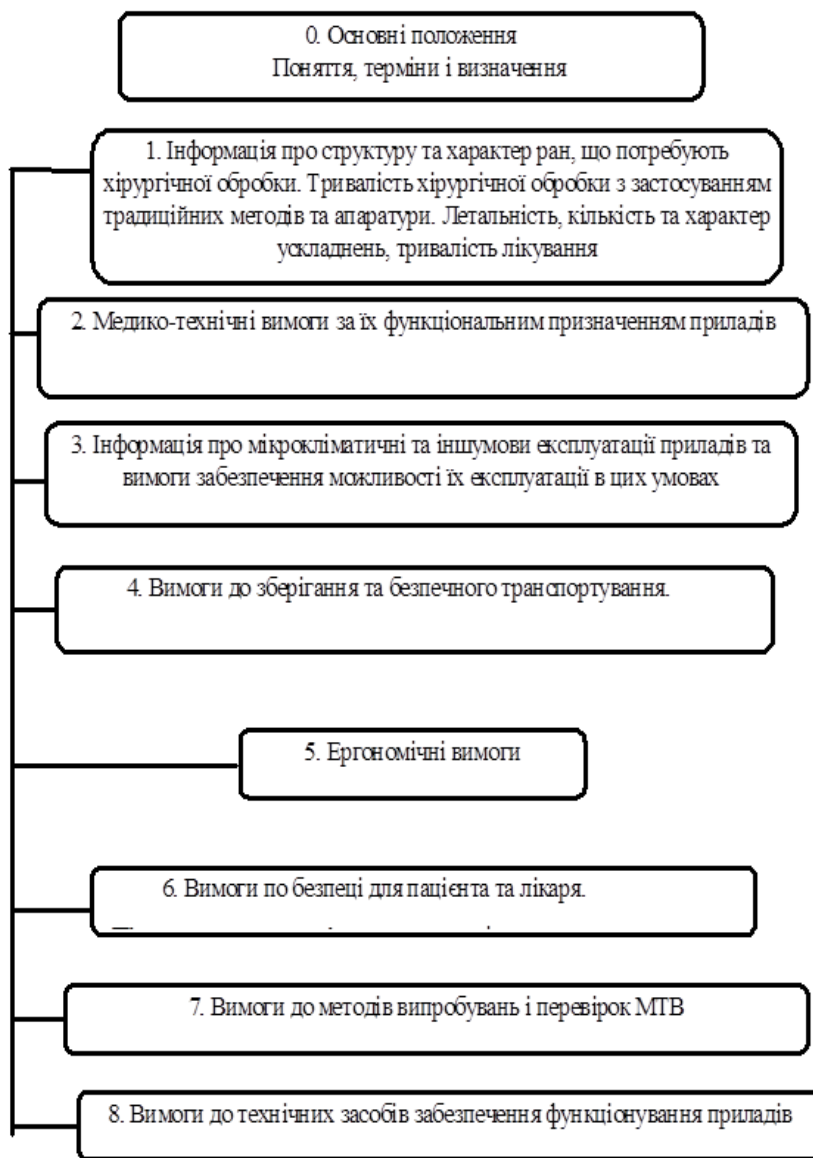 0. Основні положення
Поняття, терміни і визначення
1. Інформація про структуру та характер ран, що потребують
хірургічної обробки. Тривалість хірургічної обробки з застосуванням
традиційних методів та апаратури. Летальність, кількість та характер
ускладнень, тривалість лікування
2. Медико-технічні вимоги за їх функціональним призначенням приладів
3. Інформація про мікрокліматичні та іншумови експлуатації приладів та
вимоги забезпечення можливості їх експлуатації в цих умовах
4. Вимоги до зберігання та безпечного транспортування.
5. Ергономічні вимоги
6. Вимоги по безпеці для пацієнта та лікаря.
7. Вимоги до методів випробувань і перевірок МТВ
8. Вимоги до технічних засобів забезпечення функціонування приладів